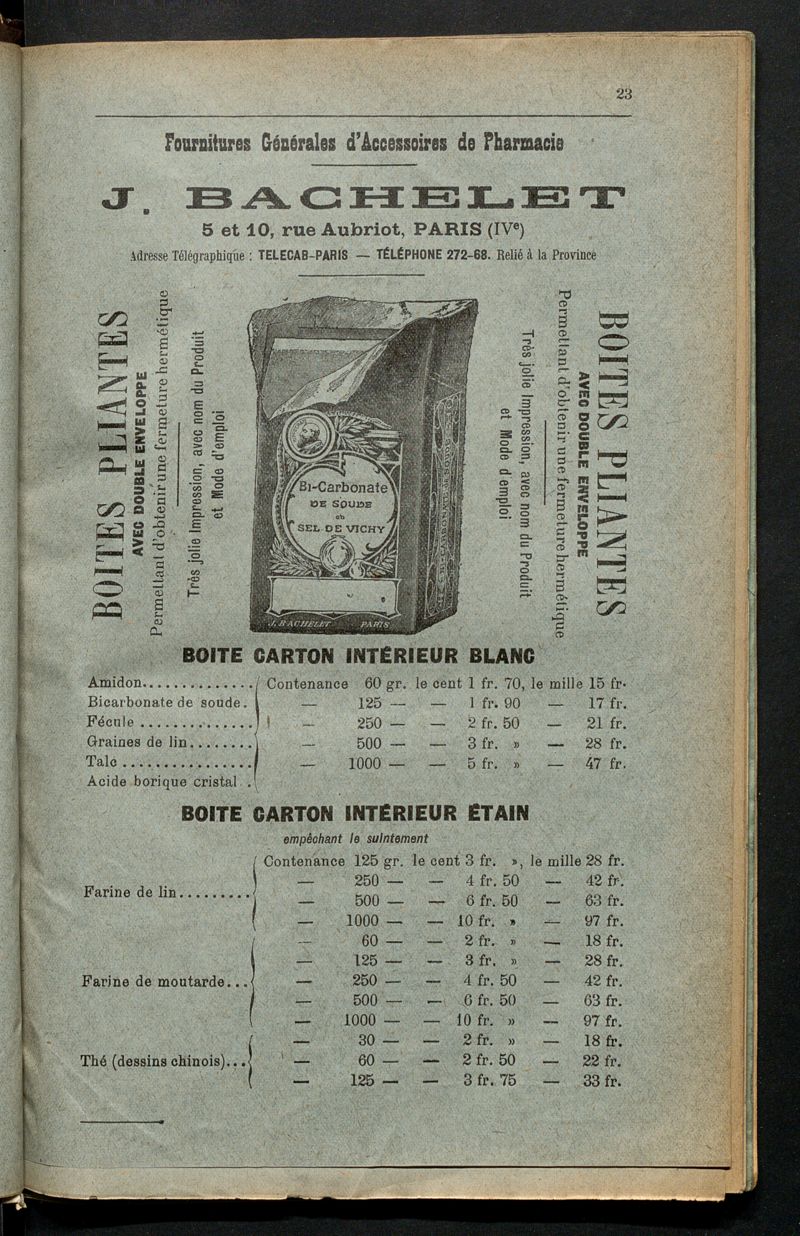 23
Fournitures Générales d'Accessoires de Pharmacie
J. BACHELET
5 et 10, rue Aubriot, PARIS (IVe)
Adresse Télégraphique : TELECAB-PARIS — TÉLÉPHONE 272-68. Relié à la Province
BOITES PLIANTES
AVEC DOUBLE ENVELOPPE
Permettant d'obtenir une fermeture hermétique
Très jolie Impression, avec nom du Produit
et Mode d'emploi
BI-Carbonate
DE SOUDE
ou
SEL DE VICHY
J. BACHELET PARIS
Très jolie Impression, avec nom du Produit
et Mode d'emploi
Permettant d'obtenir une fermeture hermétique
AVEC DOUBLE ENVELOPPE
BOITES PLIANTES
BOITE CARTON INTÉRIEUR BLANC
Amidon.............. Contenance 60 gr. le cent 1 fr. 70, le mille 15 fr.
Bicarbonate de soude. — 125 — — 1 fr. 90 — 17 fr.
Fécule .............. — 250 — — 2 fr. 50 — 21 fr.
Graines de lin........ — 500 — — 3 fr. » — 28 fr.
Talc ................ — 1000 — — 5 fr. » — 47 fr.
Acide borique cristal .
BOITE CARTON INTÉRIEUR ÉTAIN
empêchant le suintement
Contenance 125 gr. le cent 3 fr. », le mille 28 fr.
— 250 — — 4 fr. 50 — 42 fr.
Farine de lin.........
— 500 — — 6 fr. 50 — 63 fr.
— 1000 — — 10 fr. » — 97 fr.
— 60 — — 2 fr. » — 18 fr.
— 125 — — 3 fr. » — 28 fr.
Farine de moutarde... — 250 — — 4 fr. 50 — 42 fr.
— 500 — — 6 fr. 50 — 63 fr.
— 1000 — — 10 fr. » — 97 fr.
— 30 — — 2 fr. » — 18 fr.
Thé (dessins chinois)... — 60 — — 2 fr. 50 — 22 fr.
— 125 — — 3 fr. 75 — 33 fr.